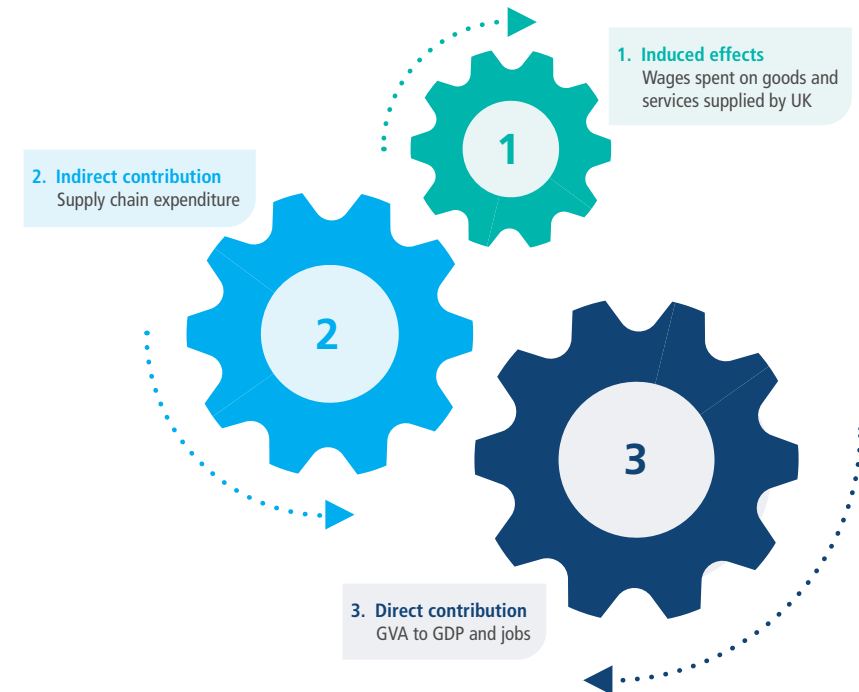 1. Induced effects
Wages spent on goods and
services supplied by UK
1
2. Indirect contribution
Supply chain expenditure
2
3
3. Direct contribution
GVA to GDP and jobs